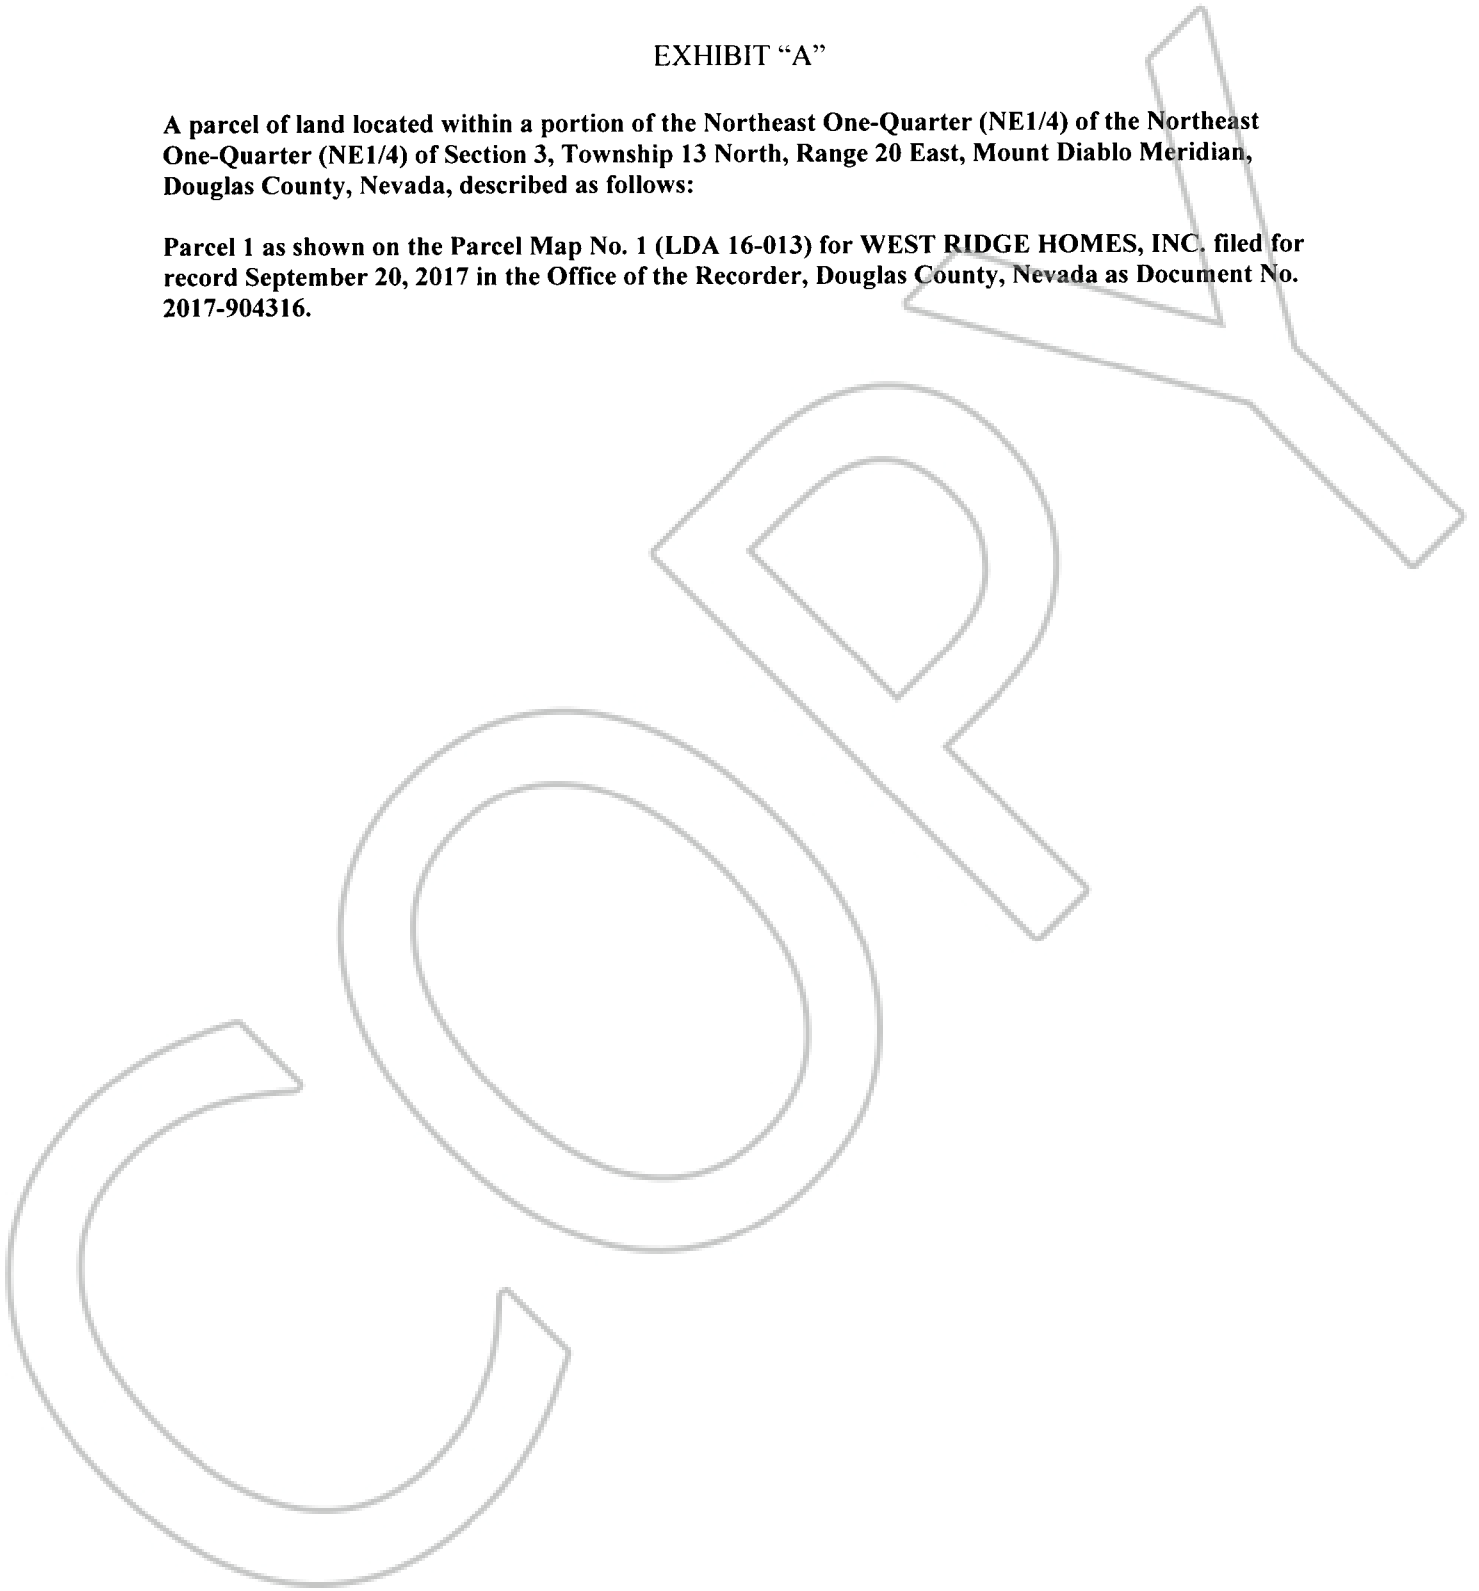 EXHIBIT “A”
A parcel of land located within a portion of the Northeast One-Quarter (NE1/4) of the Northeast
One-Quarter (NE1/4) of Section 3, Township 13 North, Range 20 East, Mount Diablo Meridian,
Douglas County, Nevada, described as follows:
Parcel 1 as shown on the Parcel Map No. 1 (LDA 16-013) for WEST RIDGE HOMES, INC. filed for
record September 20, 2017 in the Office of the Recorder, Douglas County, Nevada as Document No.
2017-904316.
COPY